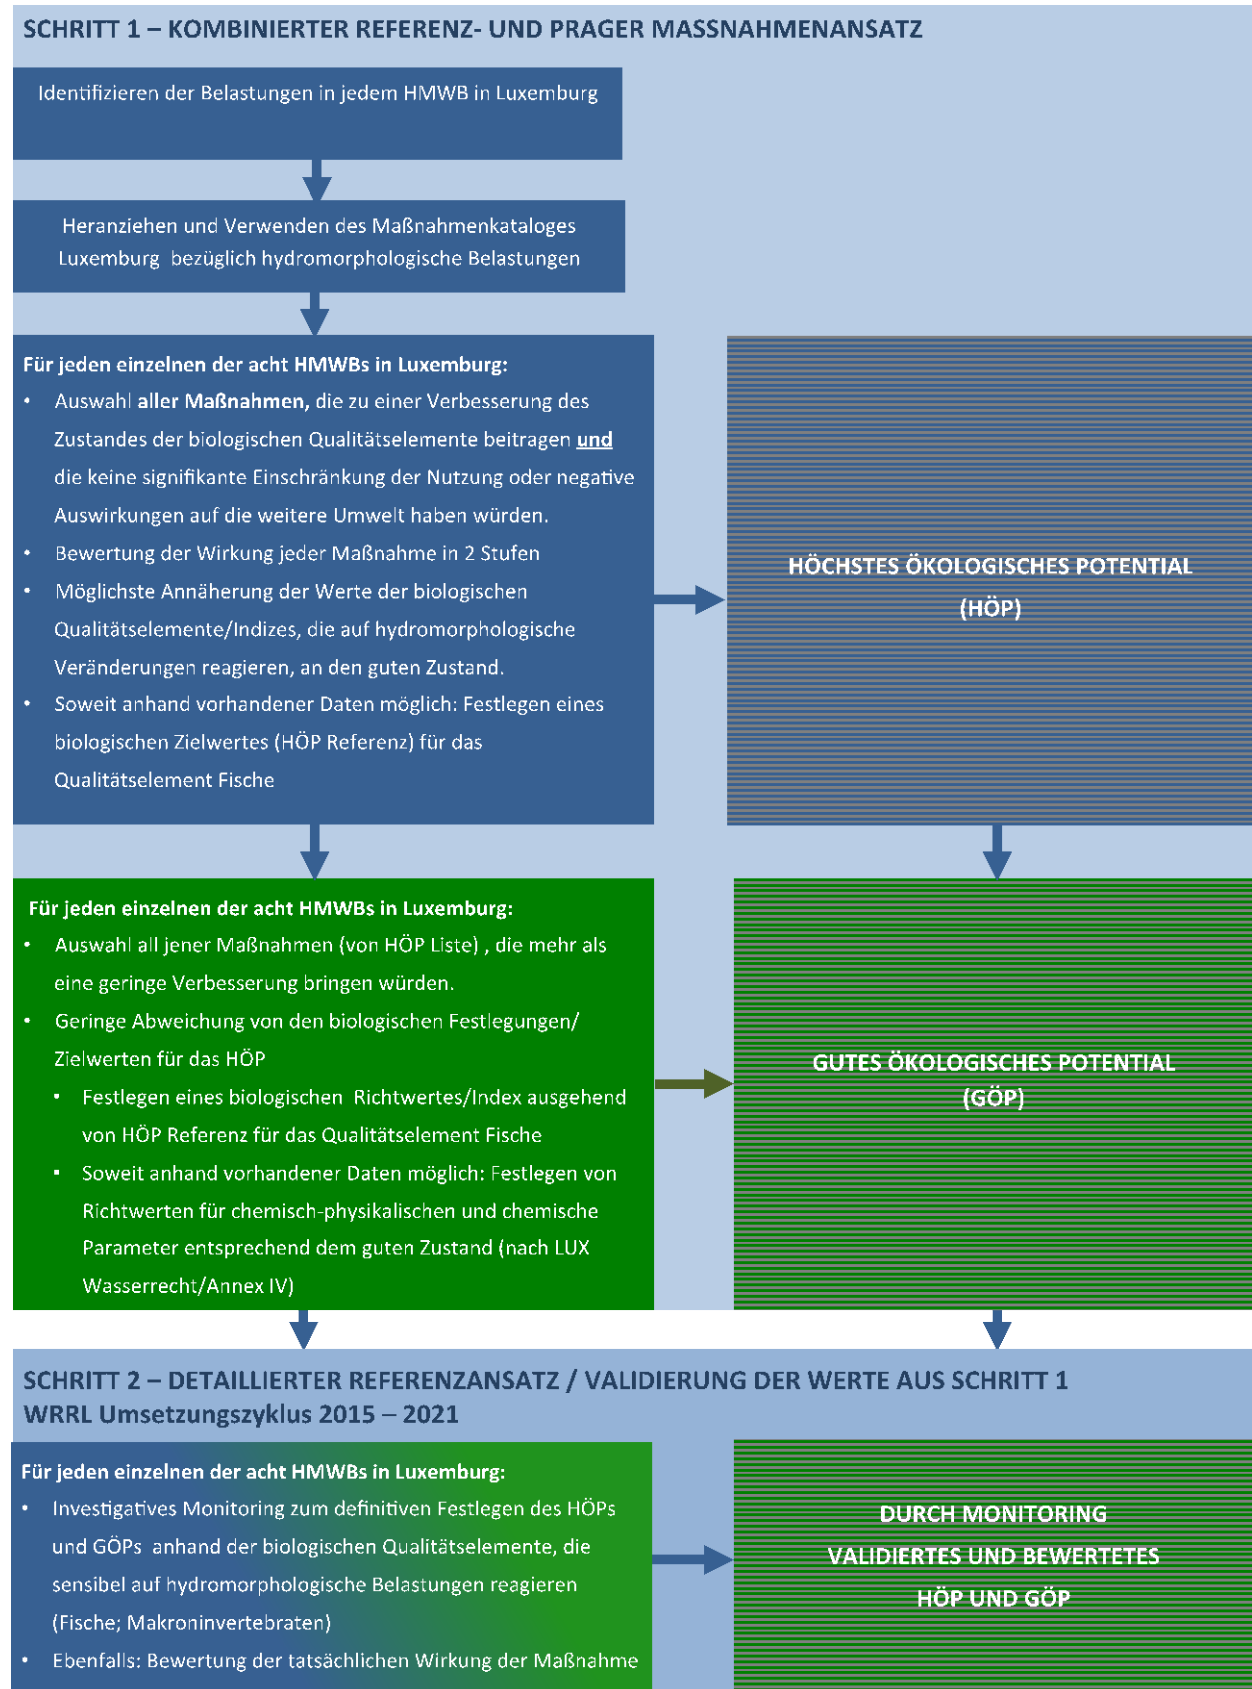 SCHRITT 1 – KOMBINIERTER REFERENZ- UND PRAGER MASSNAHMENANSATZ
Identifizieren der Belastungen in jedem HMWB in Luxemburg
Heranziehen und Verwenden des Maßnahmenkataloges
Luxemburg bezüglich hydromorphologische Belastungen
Für jeden einzelnen der acht HMWBs in Luxemburg:
• Auswahl aller Maßnahmen, die zu einer Verbesserung des
Zustandes der biologischen Qualitätselemente beitragen und
die keine signifikante Einschränkung der Nutzung oder negative
Auswirkungen auf die weitere Umwelt haben würden.
• Bewertung der Wirkung jeder Maßnahme in 2 Stufen
• Möglichste Annäherung der Werte der biologischen
Qualitätselemente/Indizes, die auf hydromorphologische
Veränderungen reagieren, an den guten Zustand.
• Soweit anhand vorhandener Daten möglich: Festlegen eines
biologischen Zielwertes (HÖP Referenz) für das
Qualitätselement Fische
HÖCHSTES ÖKOLOGISCHES POTENTIAL
(HÖP)
Für jeden einzelnen der acht HMWBs in Luxemburg:
• Auswahl all jener Maßnahmen (von HÖP Liste) , die mehr als
eine geringe Verbesserung bringen würden.
• Geringe Abweichung von den biologischen Festlegungen/
Zielwerten für das HÖP
▪ Festlegen eines biologischen Richtwertes/Index ausgehend
von HÖP Referenz für das Qualitätselement Fische
▪ Soweit anhand vorhandener Daten möglich: Festlegen von
Richtwerten für chemisch-physikalischen und chemische
Parameter entsprechend dem guten Zustand (nach LUX
Wasserrecht/Annex IV)
GUTES ÖKOLOGISCHES POTENTIAL
(GÖP)
SCHRITT 2 – DETAILLIERTER REFERENZANSATZ / VALIDIERUNG DER WERTE AUS SCHRITT 1
WRRL Umsetzungszyklus 2015 – 2021
Für jeden einzelnen der acht HMWBs in Luxemburg:
• Investigatives Monitoring zum definitiven Festlegen des HÖPs
und GÖPs anhand der biologischen Qualitätselemente, die
sensibel auf hydromorphologische Belastungen reagieren
(Fische; Makroninvertebraten)
• Ebenfalls: Bewertung der tatsächlichen Wirkung der Maßnahme
DURCH MONITORING
VALIDIERTES UND BEWERTETES
HÖP UND GÖP